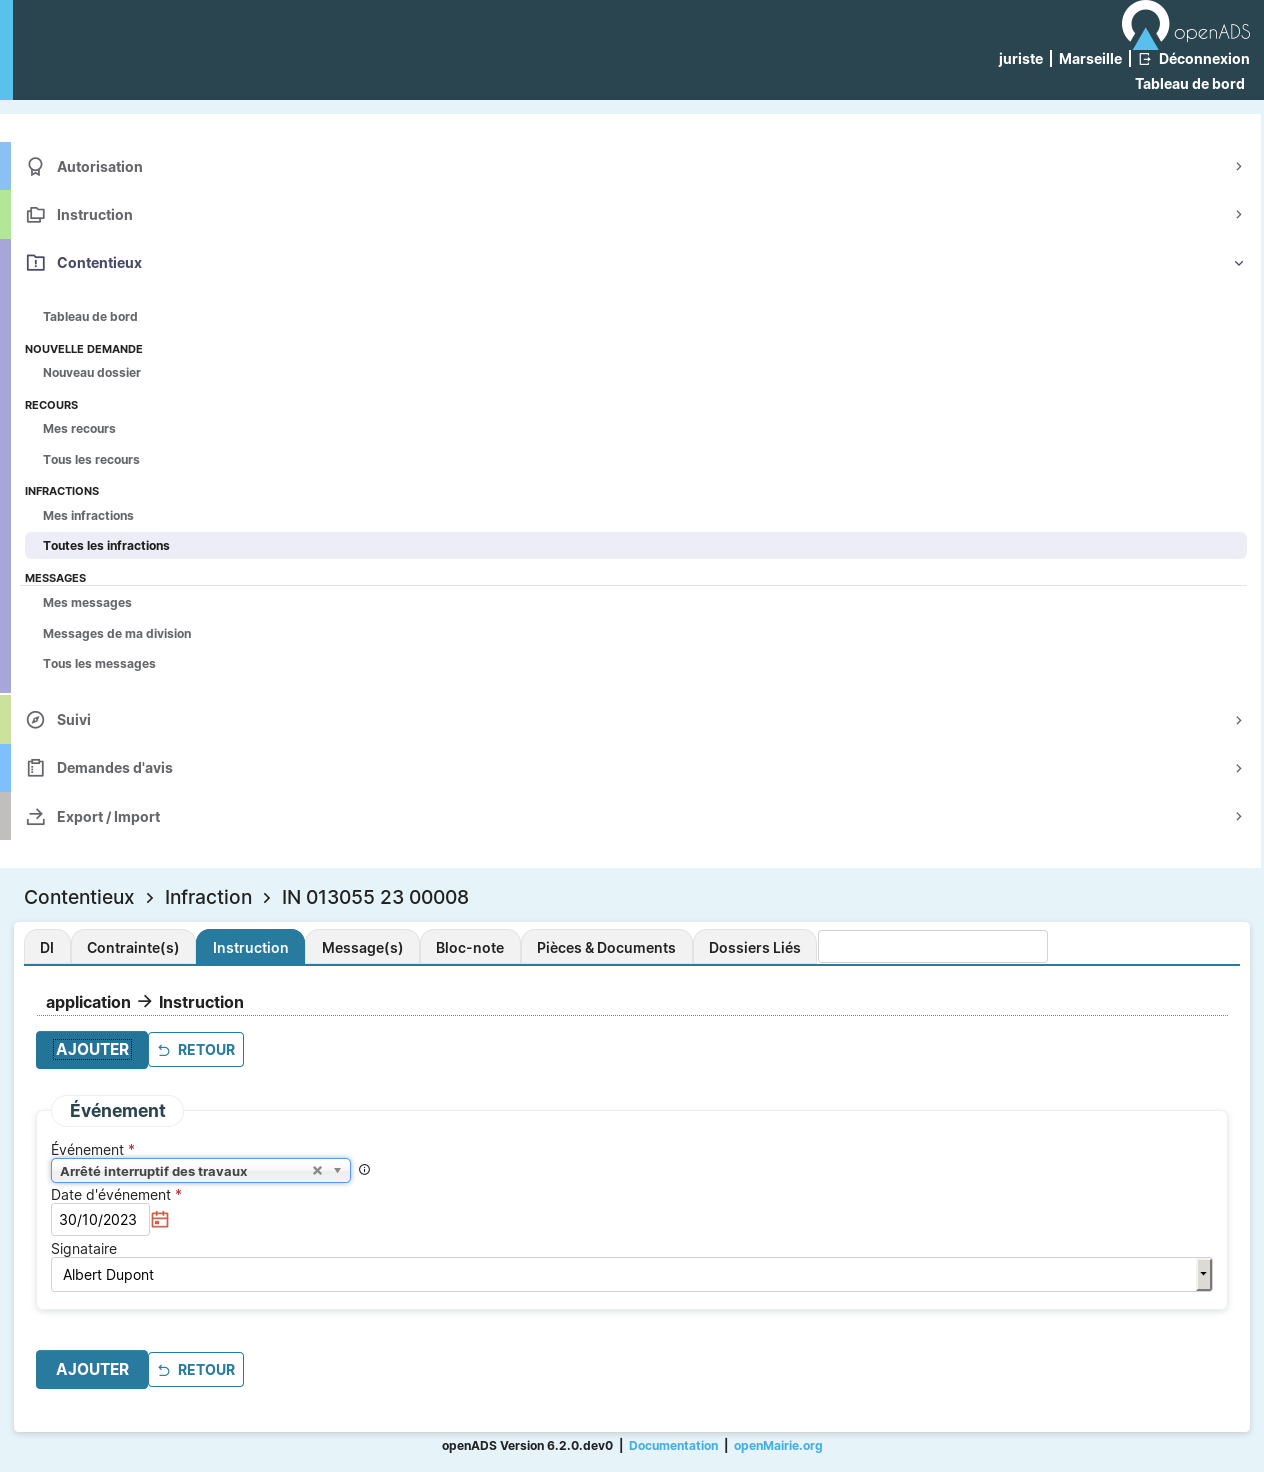 openADS
juriste | Marseille | Déconnexion
Tableau de bord
Autorisation
Instruction
Contentieux
Tableau de bord
NOUVELLE DEMANDE
Nouveau dossier
RECOURS
Mes recours
Tous les recours
INFRACTIONS
Mes infractions
Toutes les infractions
MESSAGES
Mes messages
Messages de ma division
Tous les messages
Suivi
Demandes d'avis
Export / Import
Contentieux > Infraction > IN 013055 23 00008
DI Contrainte(s) Instruction Message(s) Bloc-note Pièces & Documents Dossiers Liés
application → Instruction
AJOUTER RETOUR
Événement
Événement *
Arrêté interruptif des travaux
Date d'événement *
30/10/2023
Signataire
Albert Dupont
AJOUTER RETOUR
openADS Version 6.2.0.dev0 | Documentation | openMairie.org